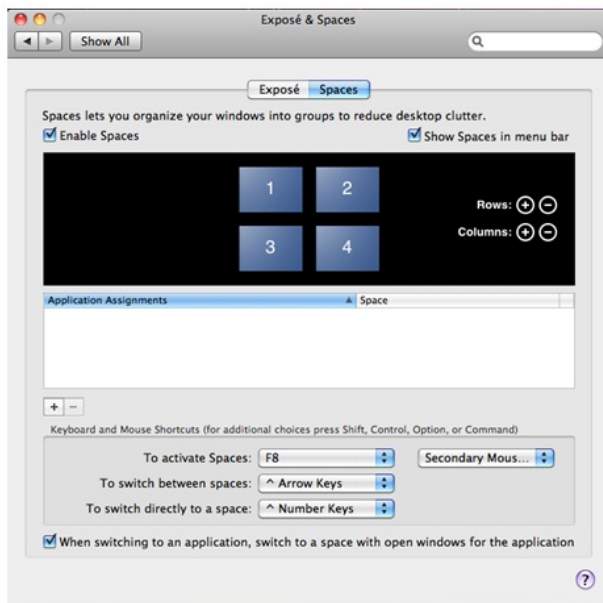 Exposé & Spaces
Show All
Exposé Spaces
Spaces lets you organize your windows into groups to reduce desktop clutter.
Enable Spaces Show Spaces in menu bar
1 2
Rows: + −
Columns: + −
3 4
Application Assignments Space
+ −
Keyboard and Mouse Shortcuts (for additional choices press Shift, Control, Option, or Command)
To activate Spaces: F8 Secondary Mous...
To switch between spaces: ^ Arrow Keys
To switch directly to a space: ^ Number Keys
When switching to an application, switch to a space with open windows for the application
?